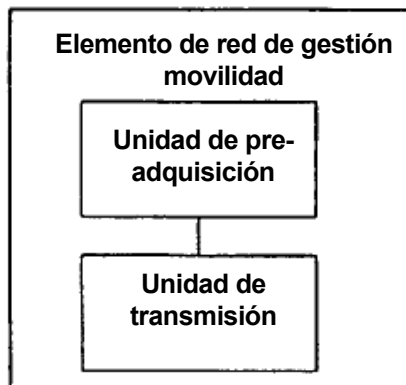 Elemento de red de gestión
movilidad
Unidad de pre-
adquisición
Unidad de
transmisión